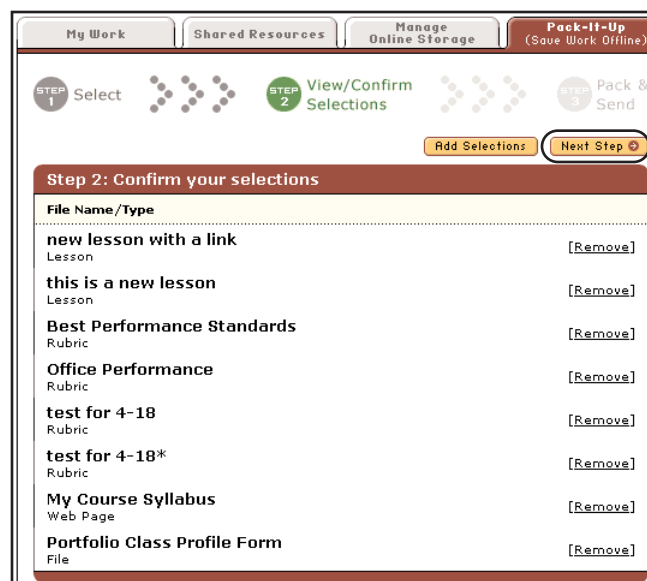 My Work
Shared Resources
Manage
Online Storage
Pack-It-Up
(Save Work Offline)
STEP
1
Select
STEP
2
View/Confirm
Selections
STEP
3
Pack &
Send
Add Selections
Next Step
Step 2: Confirm your selections
File Name/Type
new lesson with a link
Lesson
[Remove]
this is a new lesson
Lesson
[Remove]
Best Performance Standards
Rubric
[Remove]
Office Performance
Rubric
[Remove]
test for 4-18
Rubric
[Remove]
test for 4-18*
Rubric
[Remove]
My Course Syllabus
Web Page
[Remove]
Portfolio Class Profile Form
File
[Remove]